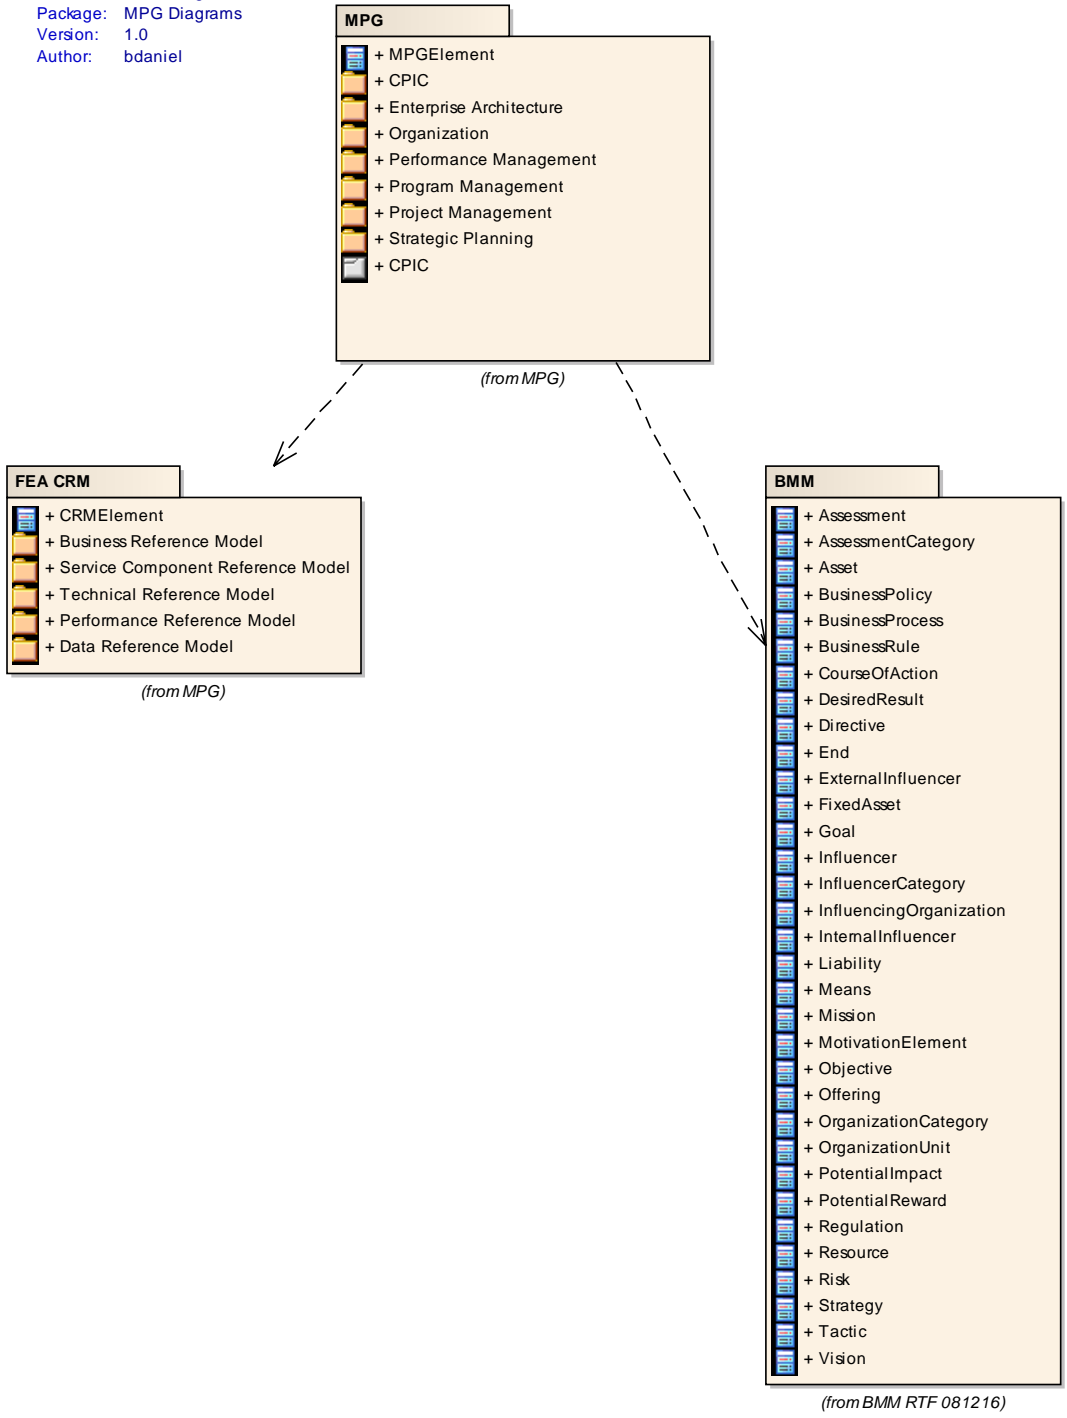 Package: MPG Diagrams
Version: 1.0
Author: bdaniel
MPG
+ MPGElement
+ CPIC
+ Enterprise Architecture
+ Organization
+ Performance Management
+ Program Management
+ Project Management
+ Strategic Planning
+ CPIC
(from MPG)
FEA CRM
+ CRMElement
+ Business Reference Model
+ Service Component Reference Model
+ Technical Reference Model
+ Performance Reference Model
+ Data Reference Model
(from MPG)
BMM
+ Assessment
+ AssessmentCategory
+ Asset
+ BusinessPolicy
+ BusinessProcess
+ BusinessRule
+ CourseOfAction
+ DesiredResult
+ Directive
+ End
+ ExternalInfluencer
+ FixedAsset
+ Goal
+ Influencer
+ InfluencerCategory
+ InfluencingOrganization
+ InternalInfluencer
+ Liability
+ Means
+ Mission
+ MotivationElement
+ Objective
+ Offering
+ OrganizationCategory
+ OrganizationUnit
+ PotentialImpact
+ PotentialReward
+ Regulation
+ Resource
+ Risk
+ Strategy
+ Tactic
+ Vision
(from BMM RTF 081216)